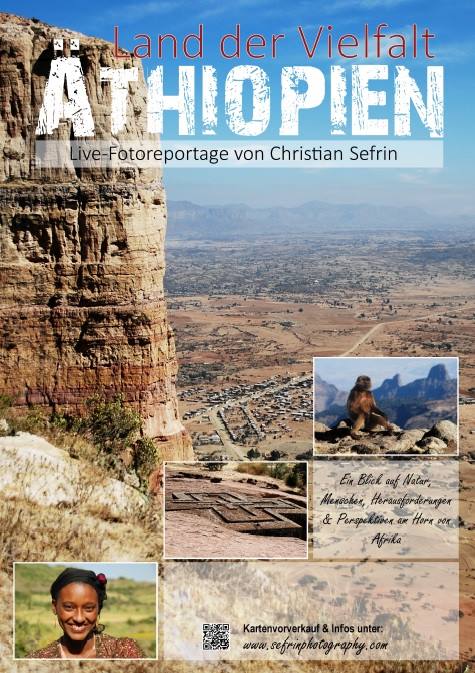 Land der Vielfalt
ÄTHIOPIEN
Live-Fotoreportage von Christian Sefrin
Ein Blick auf Natur,
Menschen, Herausforderungen
& Perspektiven am Horn von
Afrika
Kartenvorverkauf & Infos unter:
www.sefrinphotography.com